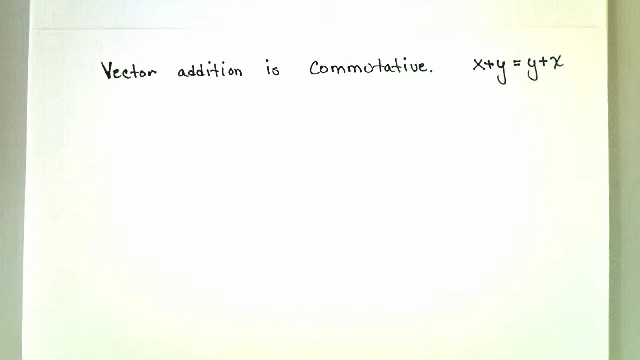 Vector addition is Commutative. x+y = y+x